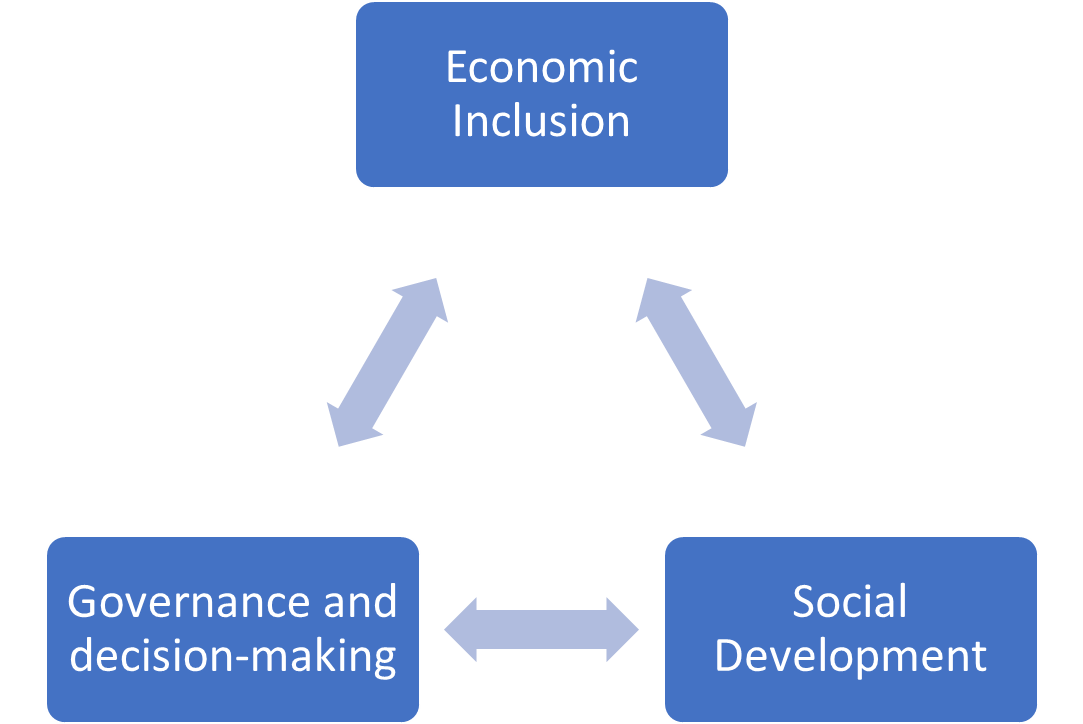 Economic
Inclusion
Governance and
decision-making
Social
Development